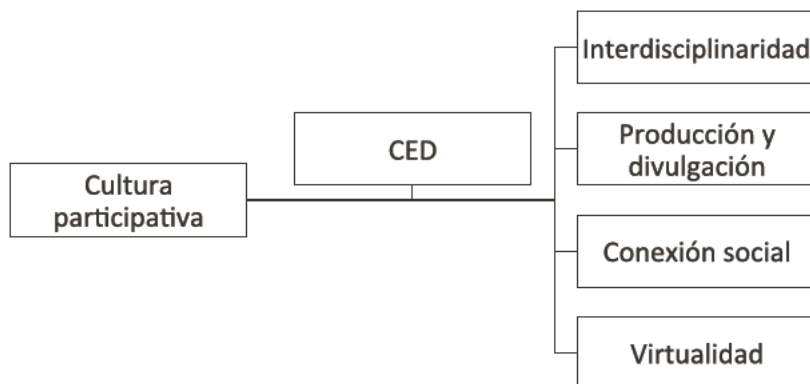 Cultura
participativa
CED
Interdisciplinaridad
Producción y
divulgación
Conexión social
Virtualidad